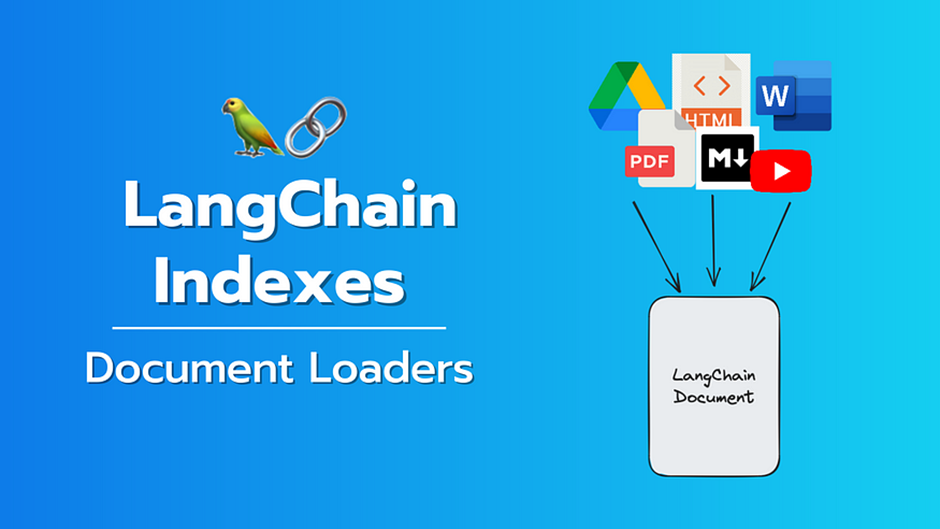 LangChain
Indexes
Document Loaders
HTML
W
PDF
M
LangChain
Document